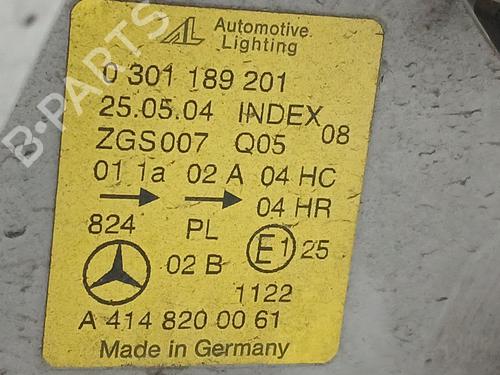 AL Automotive
Lighting
0 301 189 201
25.05.04 INDEX 08
ZGS007 Q05
01 1a 02 A 04 HC
04 HR
824 PL
02 B E1 25
1122
A 414 820 00 61
Made in Germany
B-PARTS